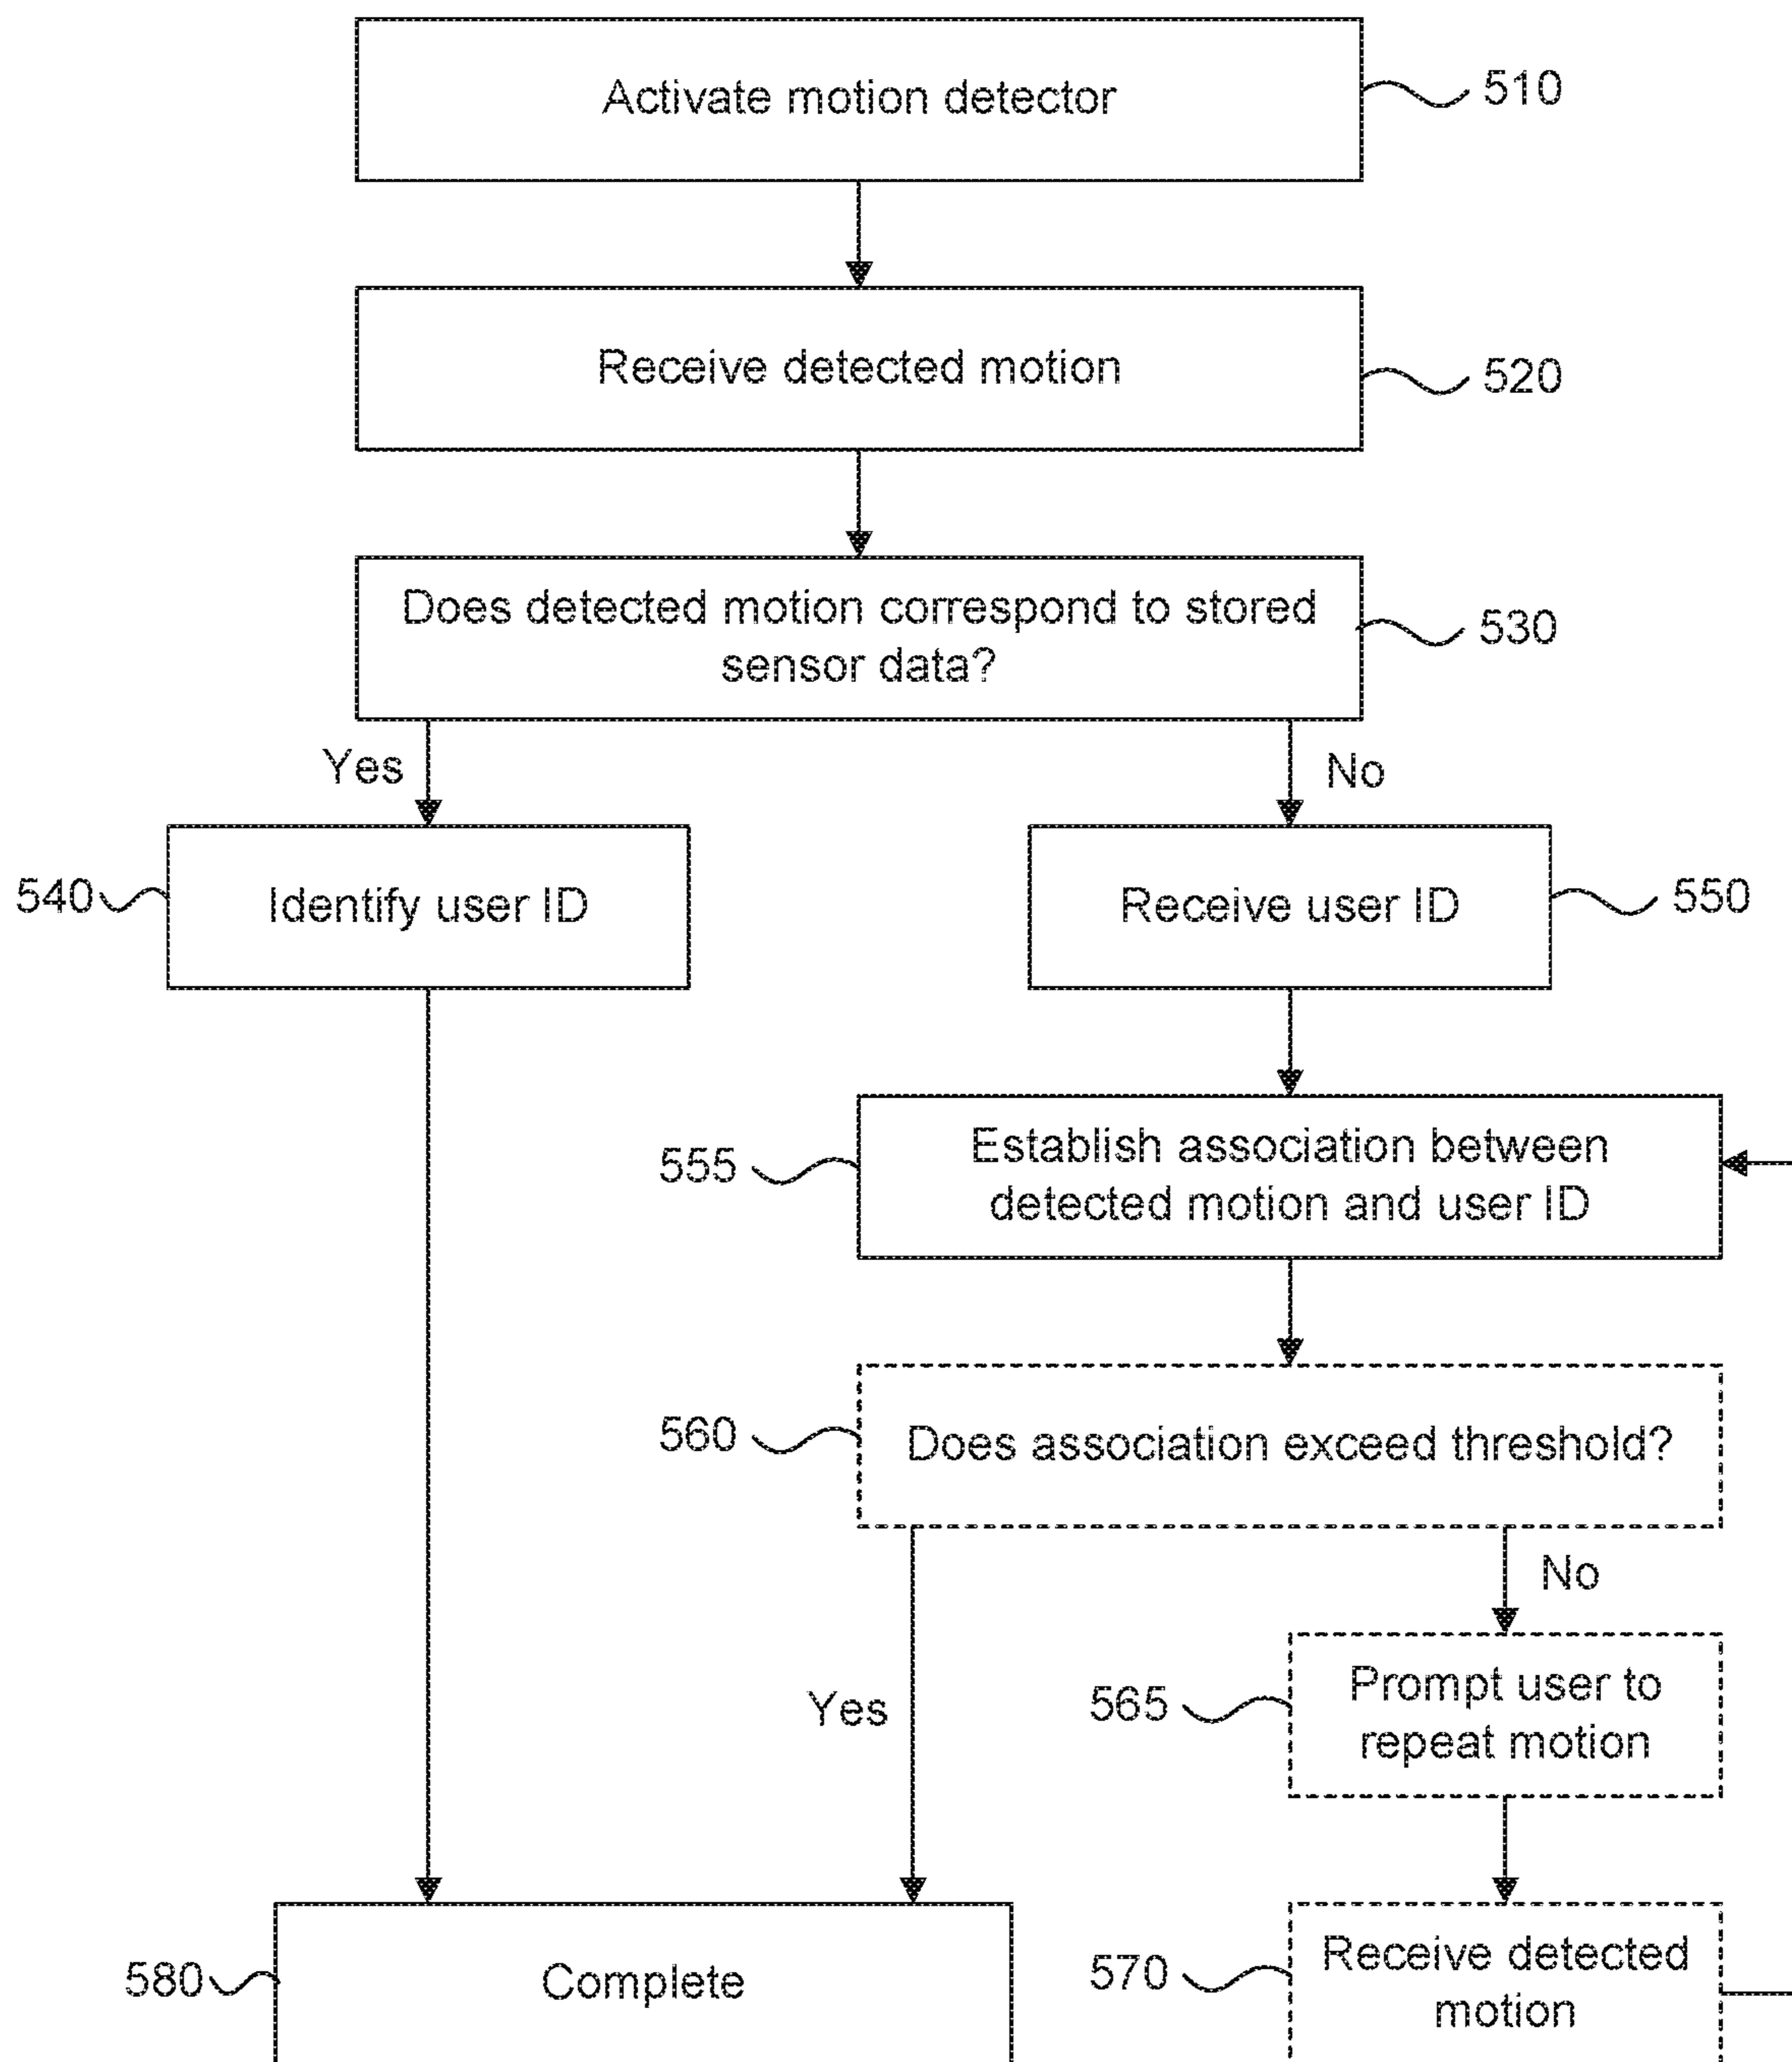 Activate motion detector
510
Receive detected motion
520
Does detected motion correspond to stored
sensor data?
530
Yes
No
540
Identify user ID
Receive user ID
550
555
Establish association between
detected motion and user ID
560
Does association exceed threshold?
No
Yes
565
Prompt user to
repeat motion
580
Complete
570
Receive detected
motion